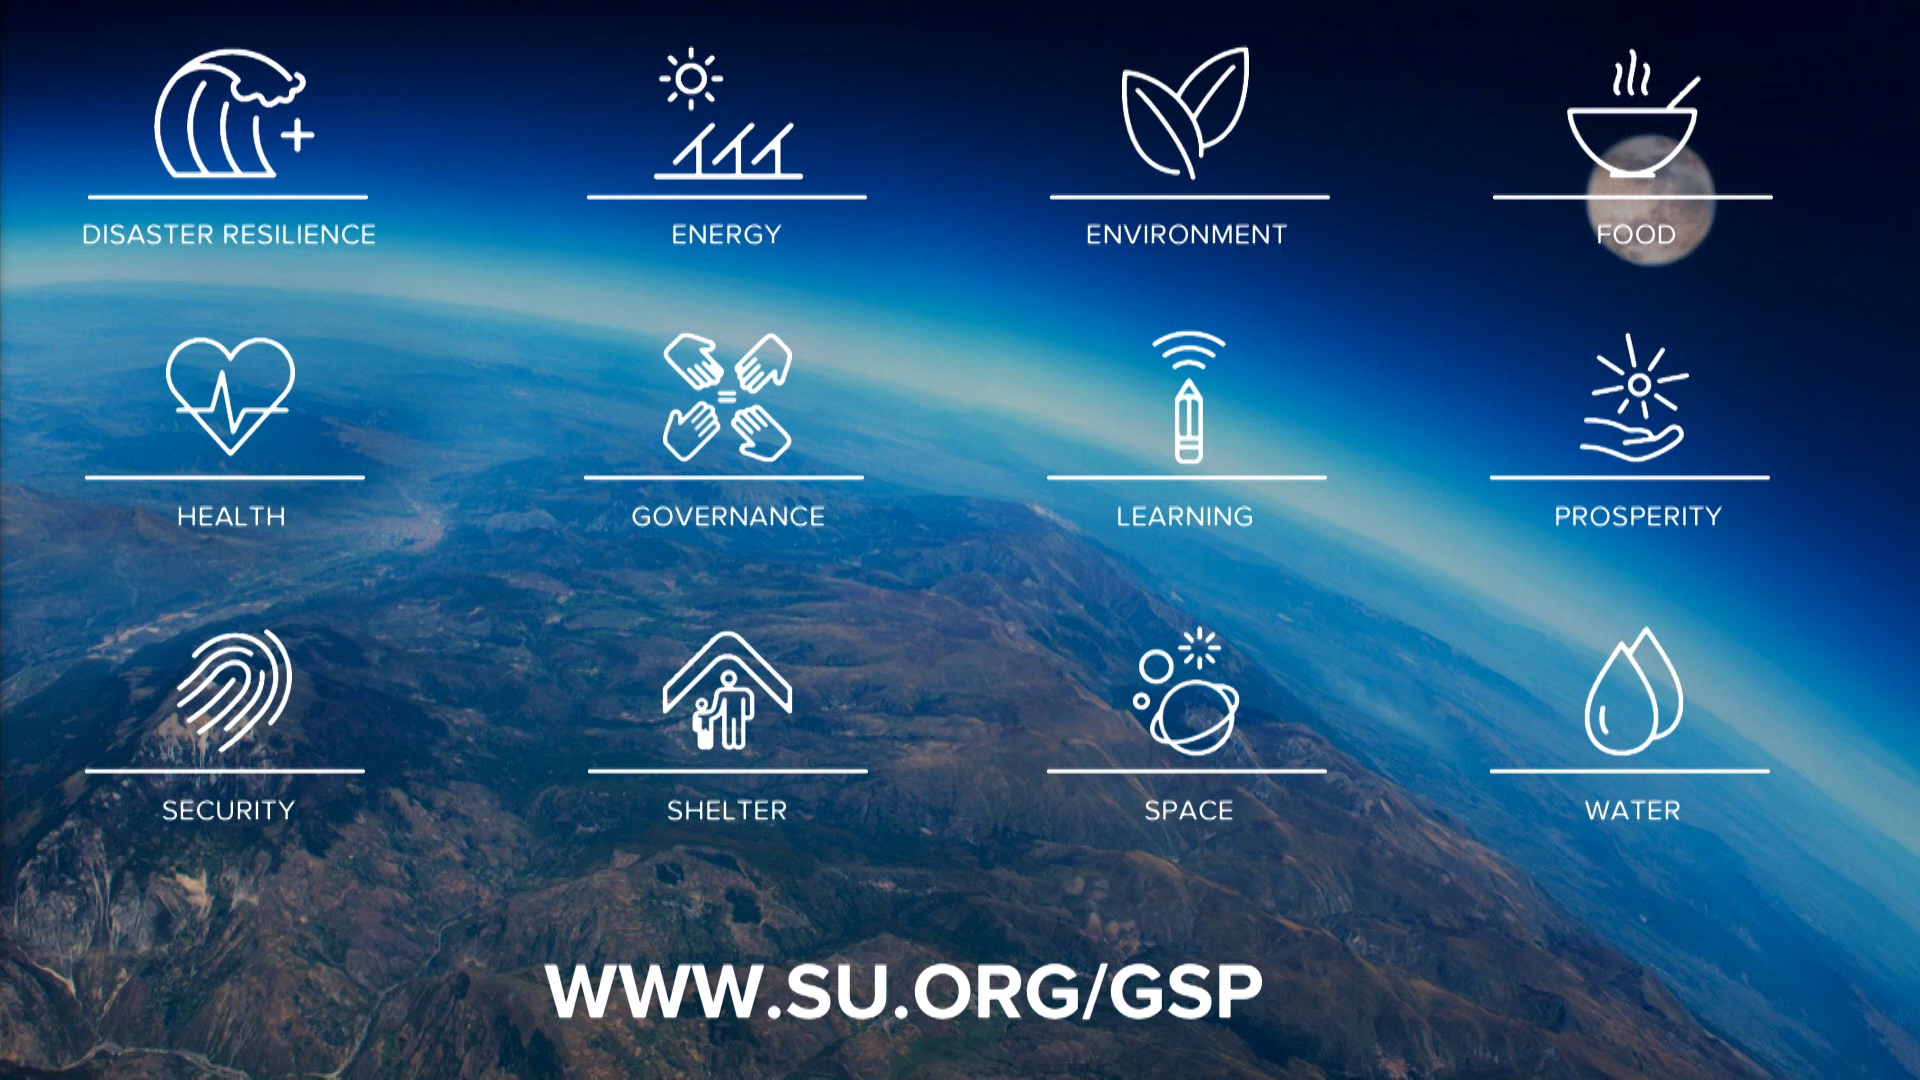 DISASTER RESILIENCE
ENERGY
ENVIRONMENT
FOOD
HEALTH
GOVERNANCE
LEARNING
PROSPERITY
SECURITY
SHELTER
SPACE
WATER
WWW.SU.ORG/GSP